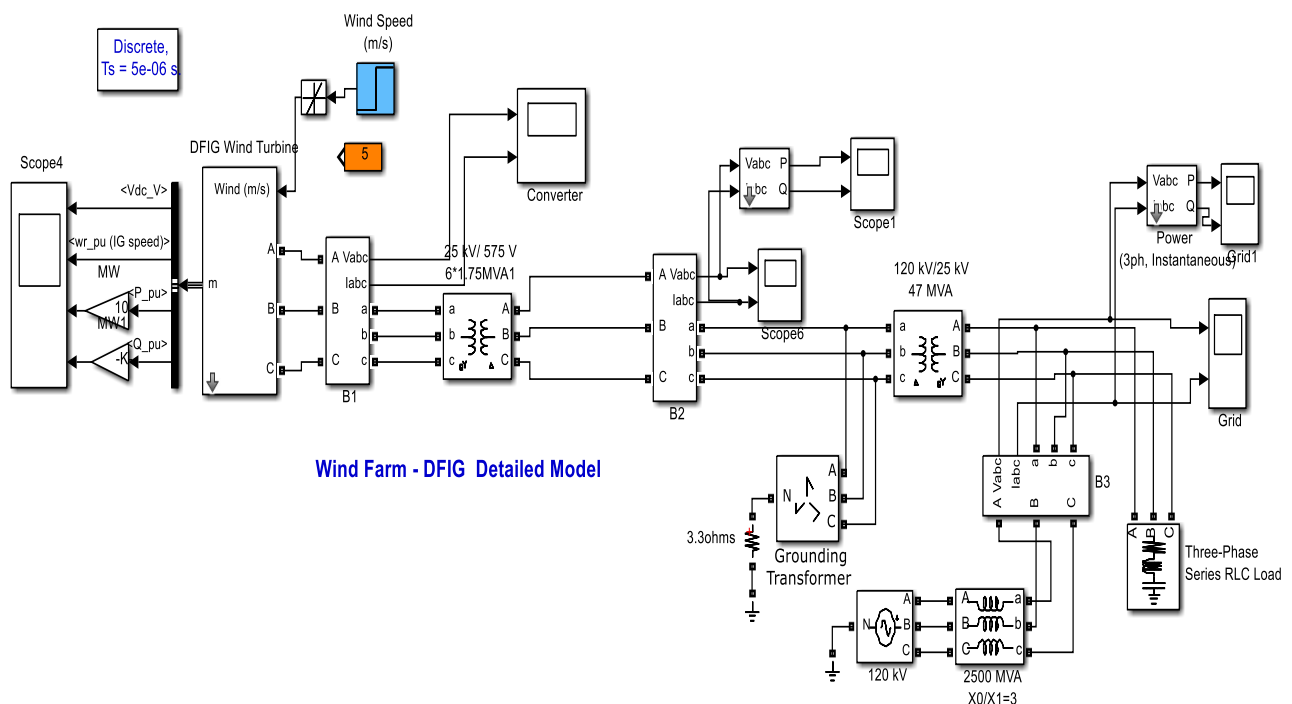 Wind Speed
(m/s)
Discrete,
Ts = 5e-06 s.
DFIG Wind Turbine
5
Scope4
Wind (m/s)
Converter
Vabc P
Q
Scope1
Vabc P
Q
Grid1
Power
(3ph, Instantaneous)
<Vdc_V>
<wr_pu (IG speed)>
MW
<P_pu>
10
MW1
<Q_pu>
-K
m
A
B
C
A Vabc
Iabc
B a
b
C c
B1
25 kV/ 575 V
6*1.75MVA1
a A
b B
c C
gY Δ
A Vabc
Iabc
B a
b
C c
B2
Scope6
120 kV/25 kV
47 MVA
a A
b B
c C
Δ gY
Grid
Wind Farm - DFIG Detailed Model
A Vabc
Iabc
a
b
c
B
C
B3
N
A
B
C
3.3ohms
Grounding
Transformer
A B C
Three-Phase
Series RLC Load
N
A
B
C
120 kV
A a
B b
C c
2500 MVA
X0/X1=3